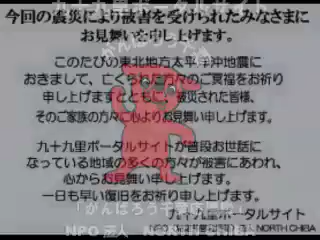 今回の震災により被害を受けられたみなさまに
お見舞いを申し上げます。
このたびの東北地方太平洋沖地震に
おきまして、亡くられた方々のご冥福をお祈り
申し上げますとともに、被災された皆様、
そのご家族の方々に心よりお見舞い申し上げます。
九十九里ポータルサイトが普段お世話に
なっている地域の多くの方々が被害にあわれ、
心からお見舞い申し上げます。
一日も早い復旧をお祈り申し上げます。
九十九里ポータルサイト
「がんばろう千葉
NPO法人
NORTH CHIBA